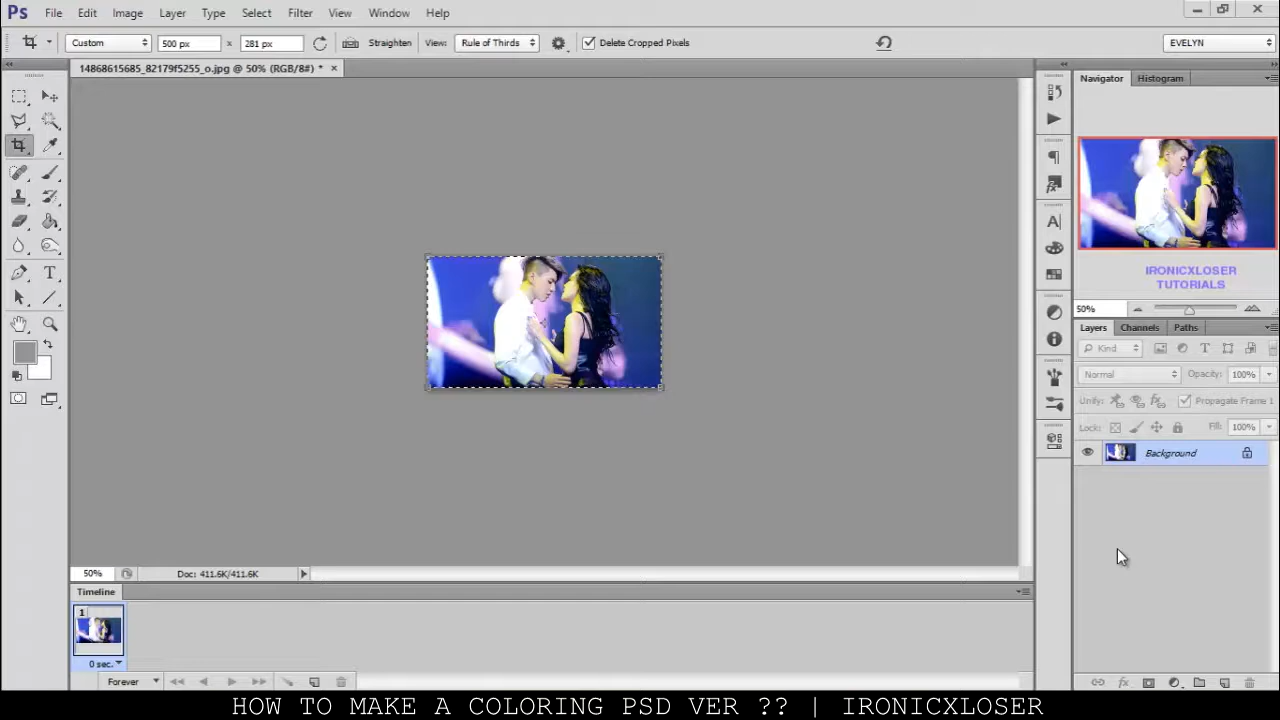 Ps File Edit Image Layer Type Select Filter View Window Help
Custom 500 px x 281 px Straighten View: Rule of Thirds Delete Cropped Pixels EVELYN
14868615685_82179f5255_o.jpg @ 50% (RGB/8#) * ×
Navigator Histogram
IRONICXLOSER
TUTORIALS
50%
Layers Channels Paths
Kind
Normal Opacity: 100%
Unify: Propagate Frame 1
Lock: Fill: 100%
Background
50% Doc: 411.6K/411.6K
Timeline
1
0 sec.
Forever
HOW TO MAKE A COLORING PSD VER ?? | IRONICXLOSER